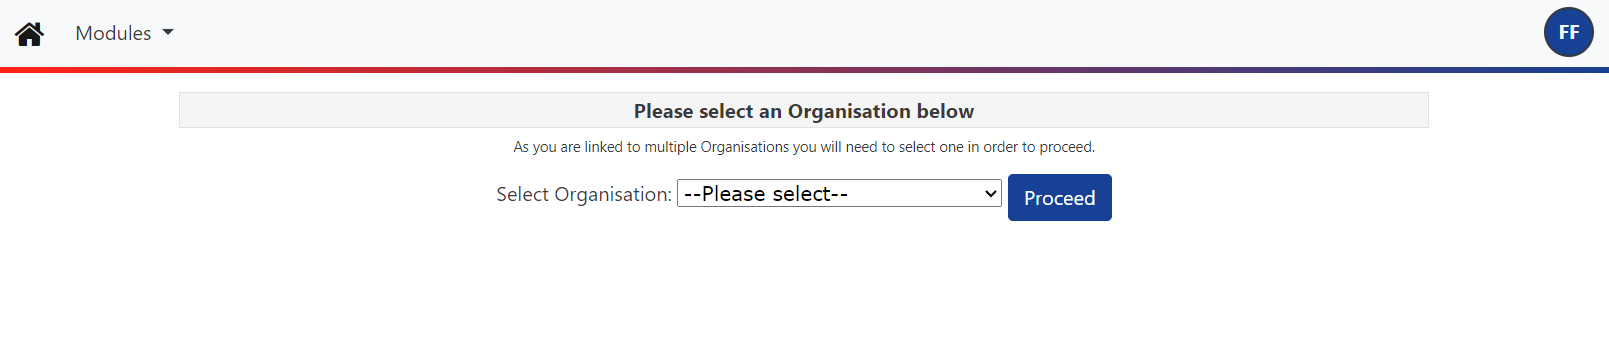 Modules
FF
Please select an Organisation below
As you are linked to multiple Organisations you will need to select one in order to proceed.
Select Organisation: --Please select-- Proceed